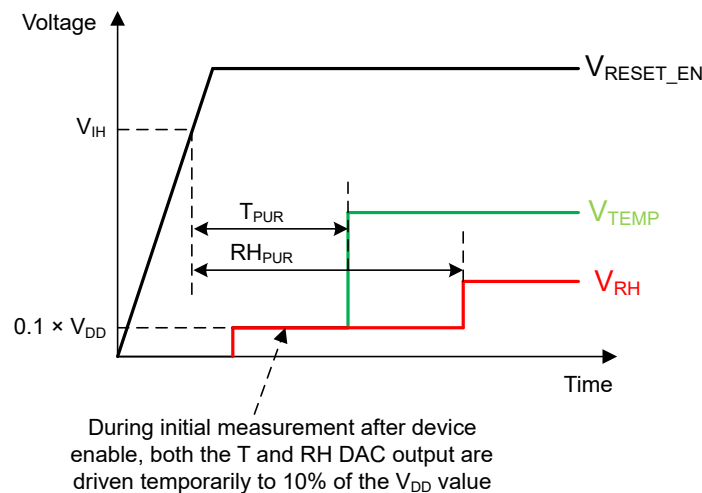 Voltage
V_RESET_EN
V_IH
T_PUR
V_TEMP
RH_PUR
V_RH
0.1 × V_DD
Time
During initial measurement after device
enable, both the T and RH DAC output are
driven temporarily to 10% of the V_DD value